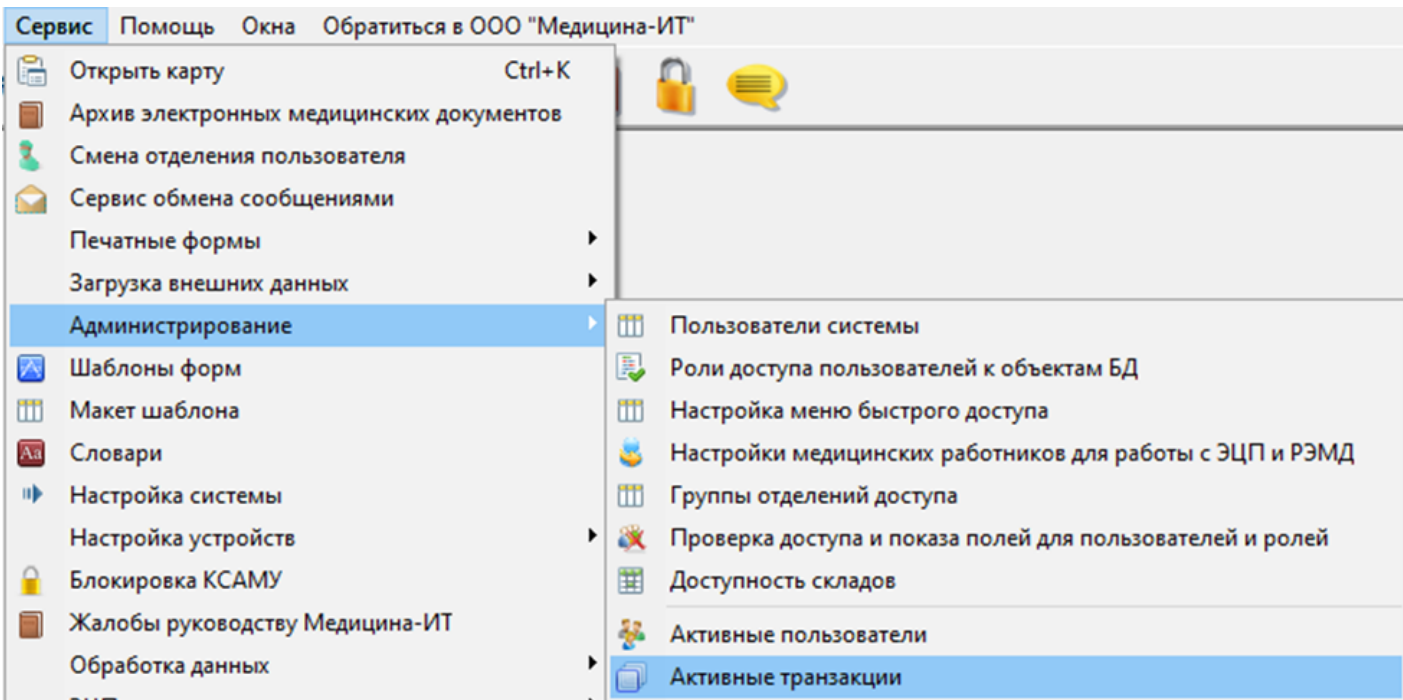 Сервис Помощь Окна Обратиться в ООО "Медицина-ИТ"
Открыть карту Ctrl+K
Архив электронных медицинских документов
Смена отделения пользователя
Сервис обмена сообщениями
Печатные формы
Загрузка внешних данных
Администрирование
Шаблоны форм
Макет шаблона
Словари
Настройка системы
Настройка устройств
Блокировка КСАМУ
Жалобы руководству Медицина-ИТ
Обработка данных
Пользователи системы
Роли доступа пользователей к объектам БД
Настройка меню быстрого доступа
Настройки медицинских работников для работы с ЭЦП и РЭМД
Группы отделений доступа
Проверка доступа и показа полей для пользователей и ролей
Доступность складов
Активные пользователи
Активные транзакции